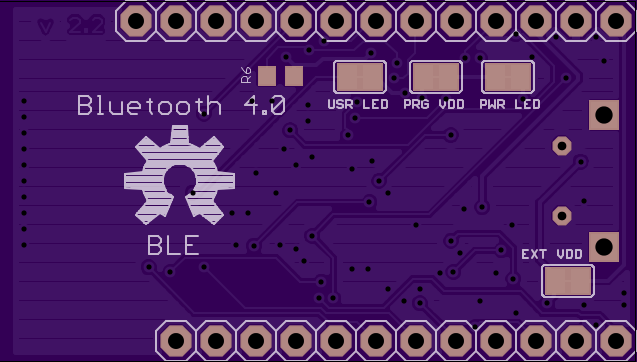 v 2.2
R6
USR LED PRG VDD PWR LED
Bluetooth 4.0
BLE
EXT VDD